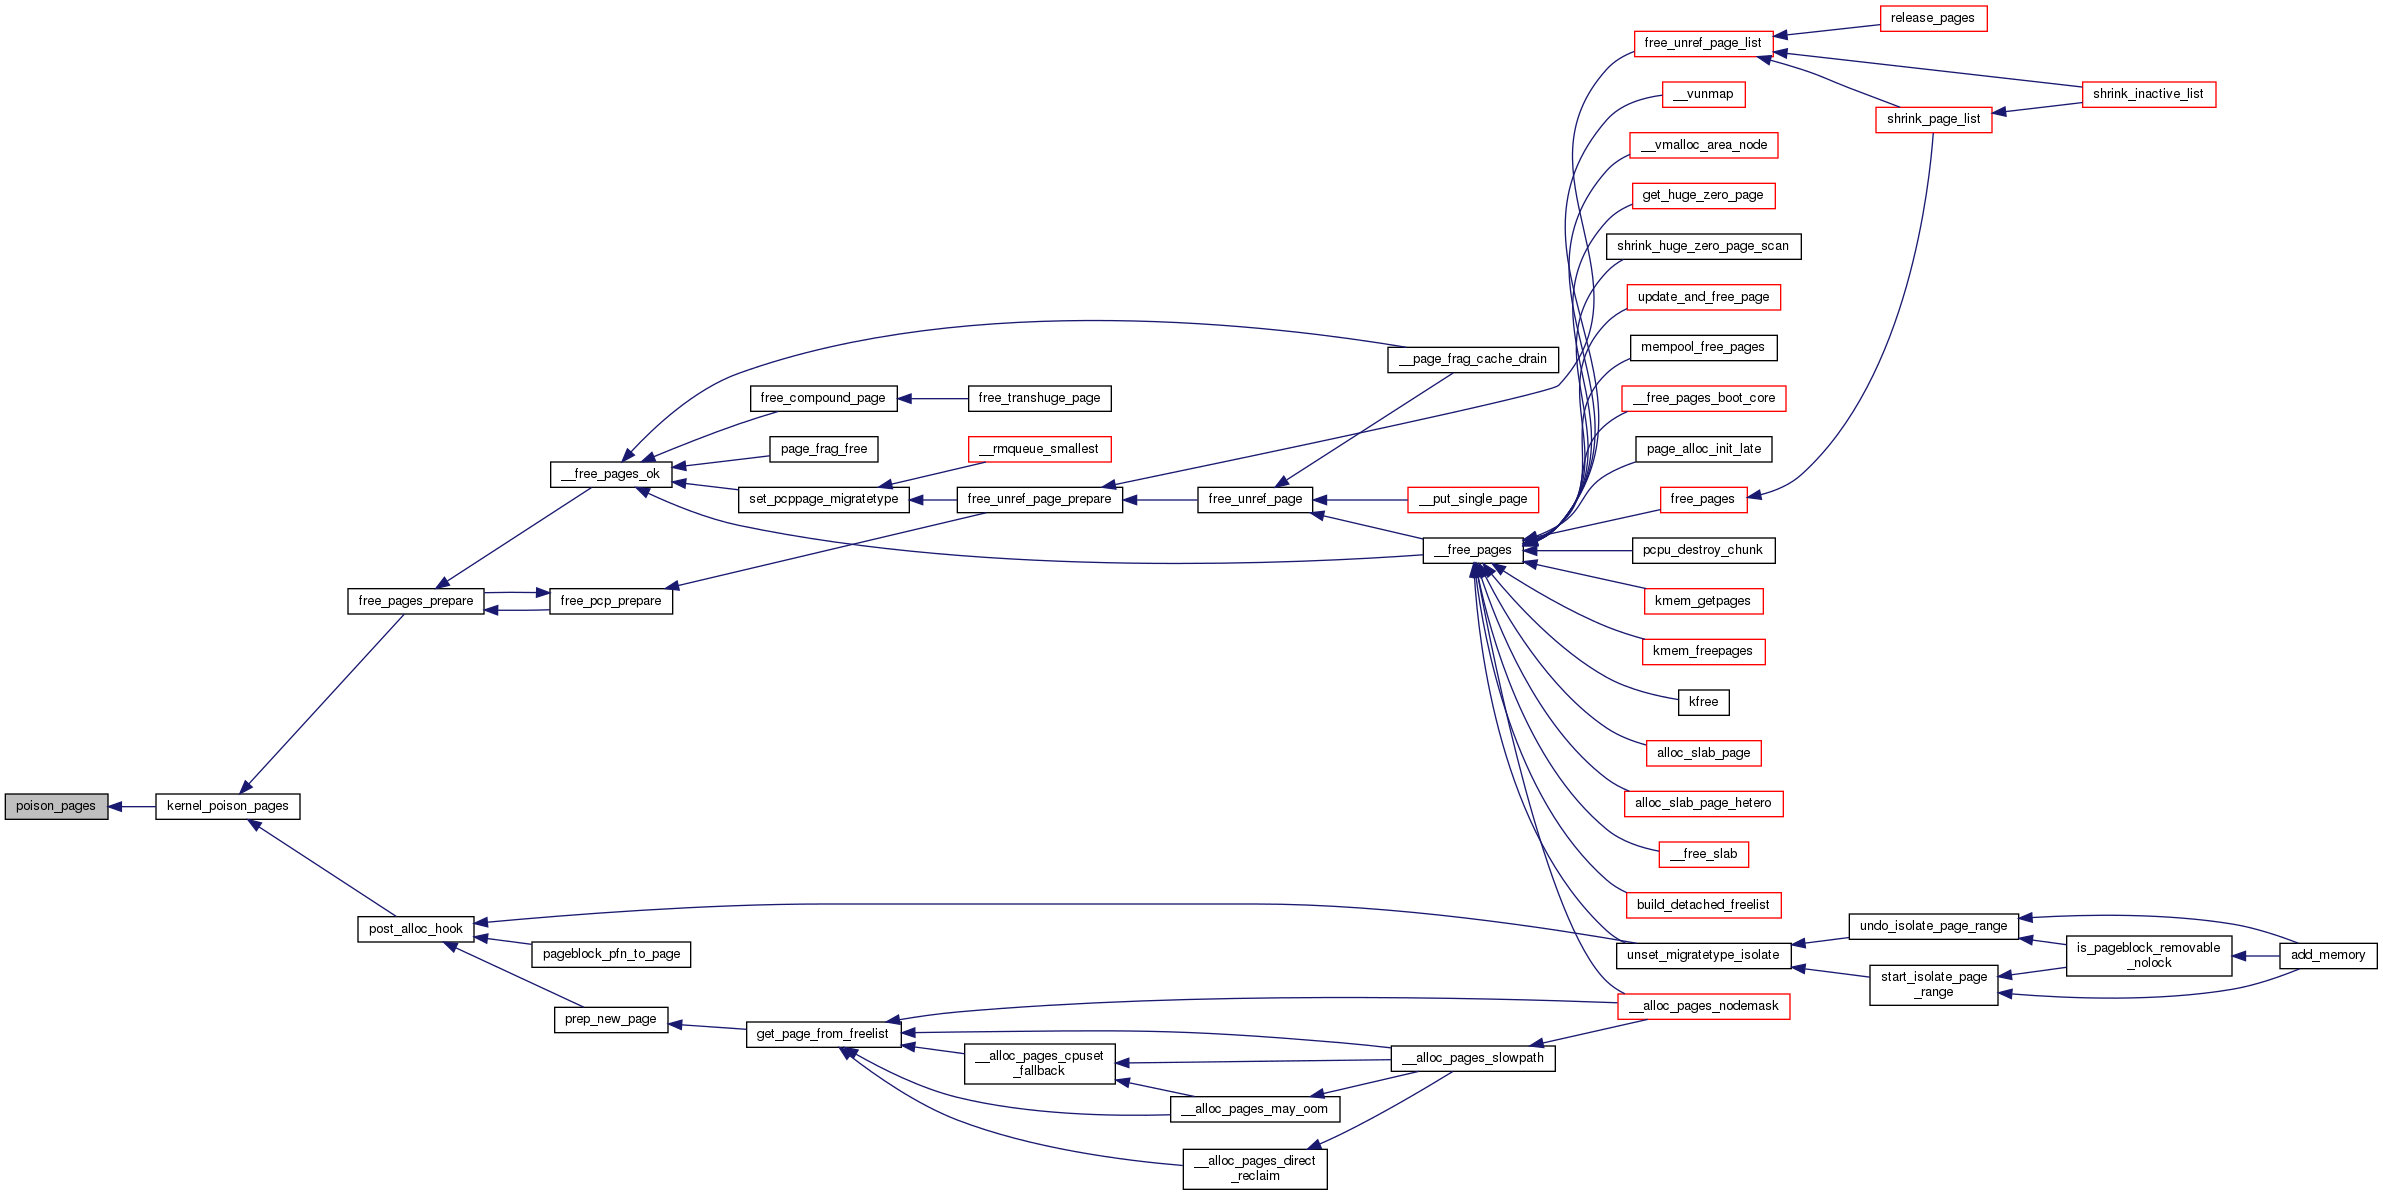 release_pages
free_unref_page_list
__vunmap
shrink_inactive_list
shrink_page_list
__vmalloc_area_node
get_huge_zero_page
shrink_huge_zero_page_scan
update_and_free_page
mempool_free_pages
__page_frag_cache_drain
free_compound_page
free_transhuge_page
__free_pages_boot_core
page_frag_free
__rmqueue_smallest
page_alloc_init_late
__free_pages_ok
set_pcppage_migratetype
free_unref_page_prepare
free_unref_page
__put_single_page
free_pages
__free_pages
pcpu_destroy_chunk
free_pages_prepare
free_pcp_prepare
kmem_getpages
kmem_freepages
kfree
alloc_slab_page
poison_pages
kernel_poison_pages
alloc_slab_page_hetero
__free_slab
build_detached_freelist
post_alloc_hook
pageblock_pfn_to_page
unset_migratetype_isolate
undo_isolate_page_range
is_pageblock_removable
_nolock
add_memory
start_isolate_page
_range
prep_new_page
get_page_from_freelist
__alloc_pages_nodemask
__alloc_pages_cpuset
_fallback
__alloc_pages_slowpath
__alloc_pages_may_oom
__alloc_pages_direct
_reclaim